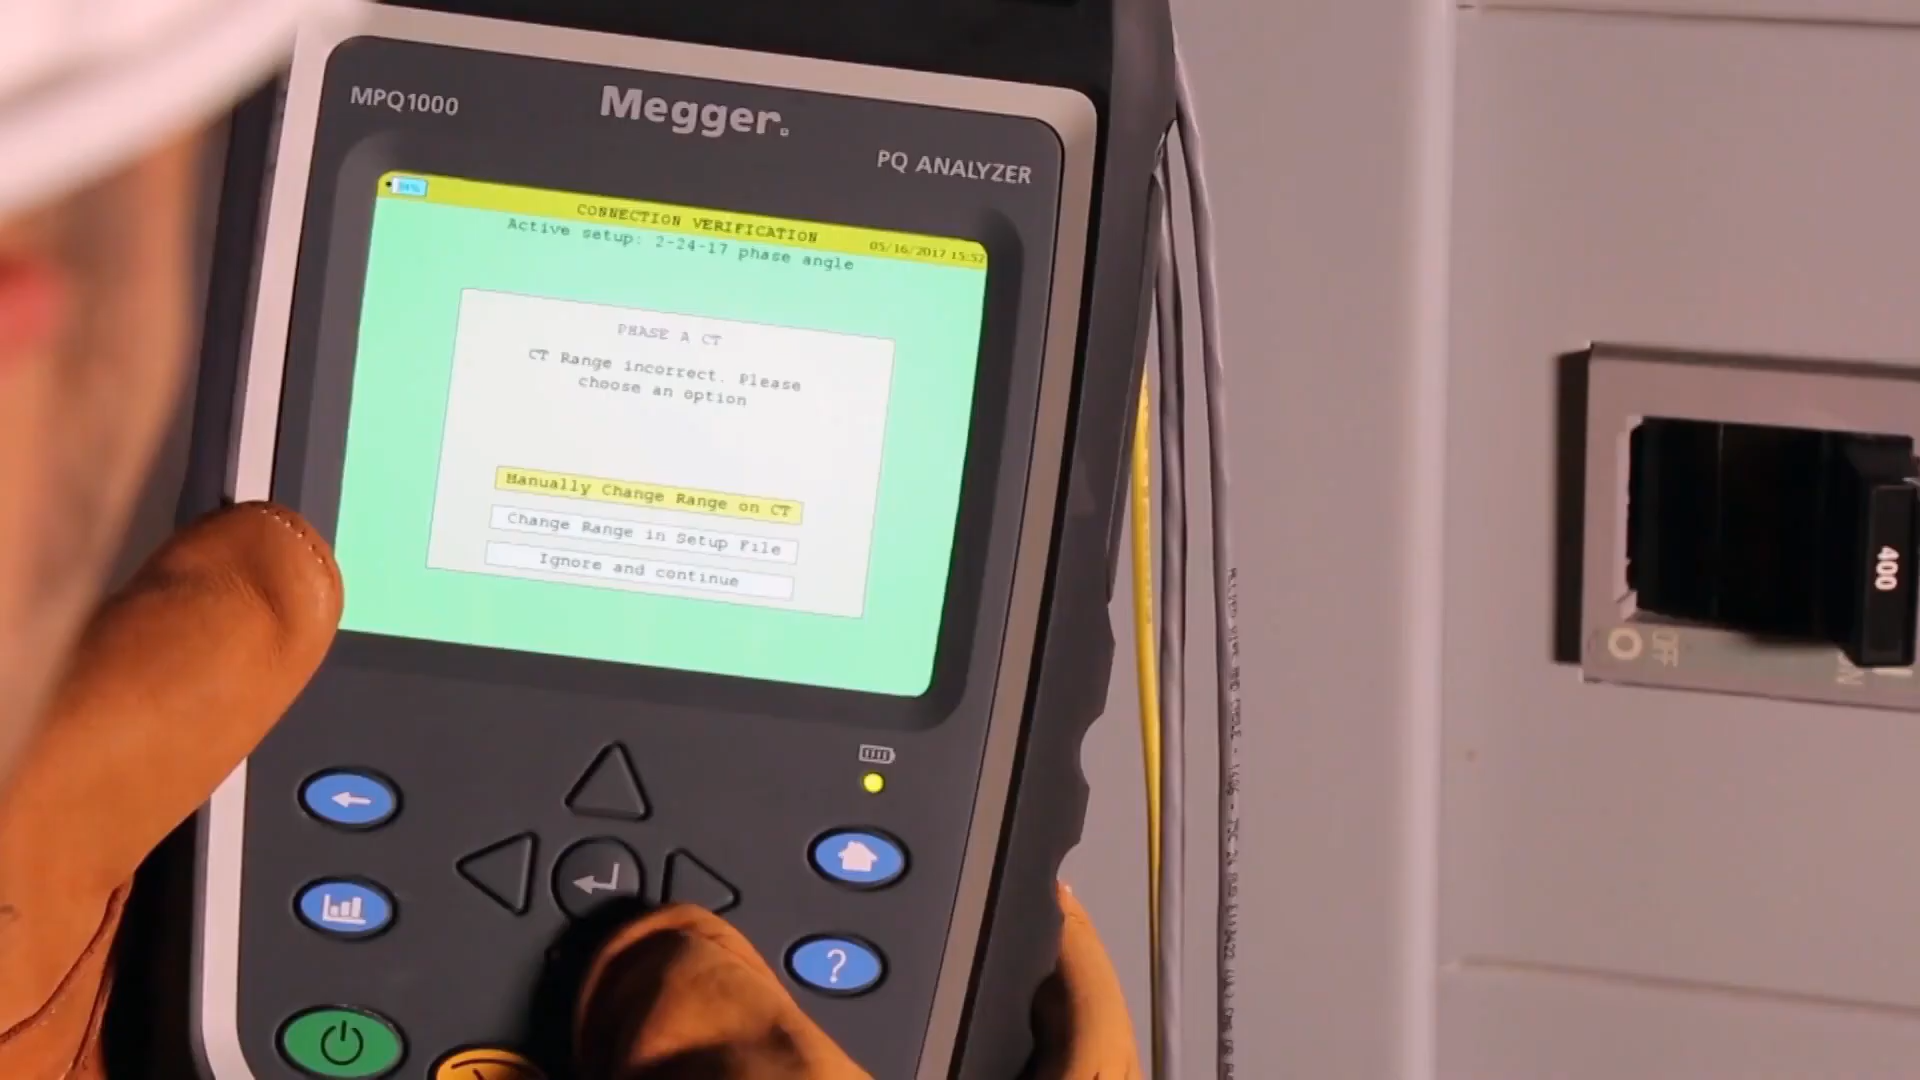 MPQ1000
Megger.
PQ ANALYZER
CONNECTION VERIFICATION
05/16/2017 15:52
Active setup: 2-24-17 phase angle
PHASE A CT
CT Range incorrect. Please
choose an option
Manually Change Range on CT
Change Range in Setup File
Ignore and continue
?
400
OFF
ON